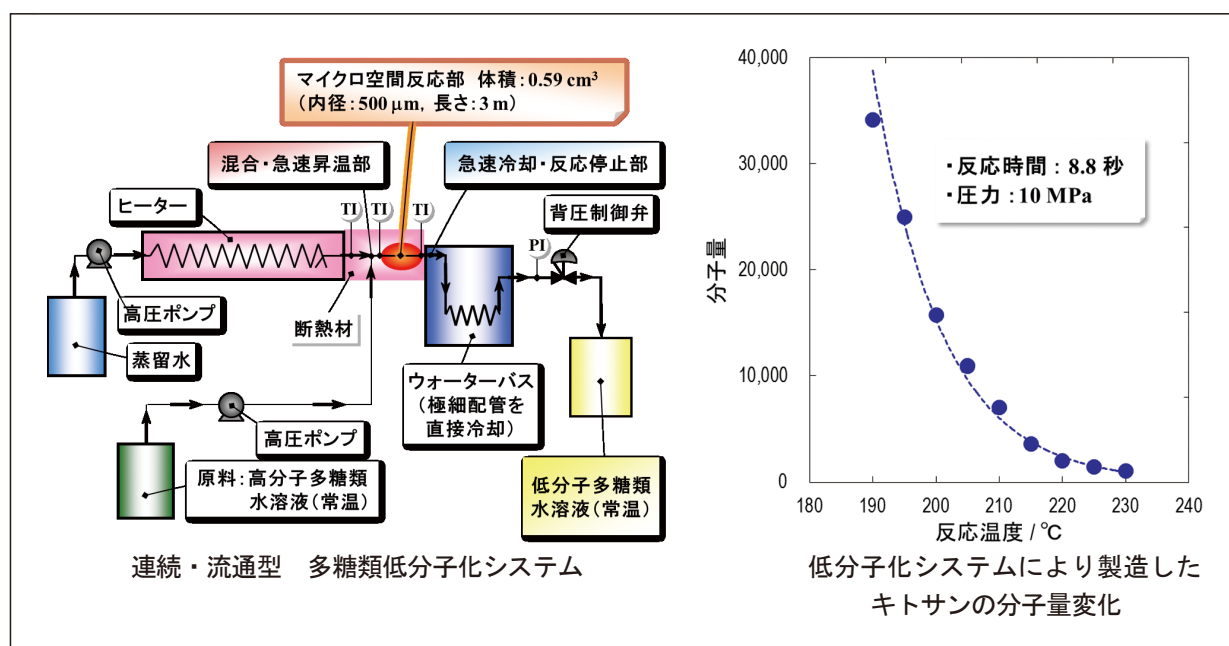 マイクロ空間反応部 体積:0.59 cm³
(内径:500 μm, 長さ:3 m)
混合・急速昇温部
急速冷却・反応停止部
ヒーター
TI
TI
TI
背圧制御弁
PI
高圧ポンプ
断熱材
蒸留水
ウォーターバス
(極細配管を
直接冷却)
高圧ポンプ
原料:高分子多糖類
水溶液(常温)
低分子多糖類
水溶液(常温)
連続・流通型 多糖類低分子化システム
40,000
30,000
20,000
10,000
0
分子量
・反応時間:8.8 秒
・圧力:10 MPa
180
190
200
210
220
230
240
反応温度 / ℃
低分子化システムにより製造した
キトサンの分子量変化